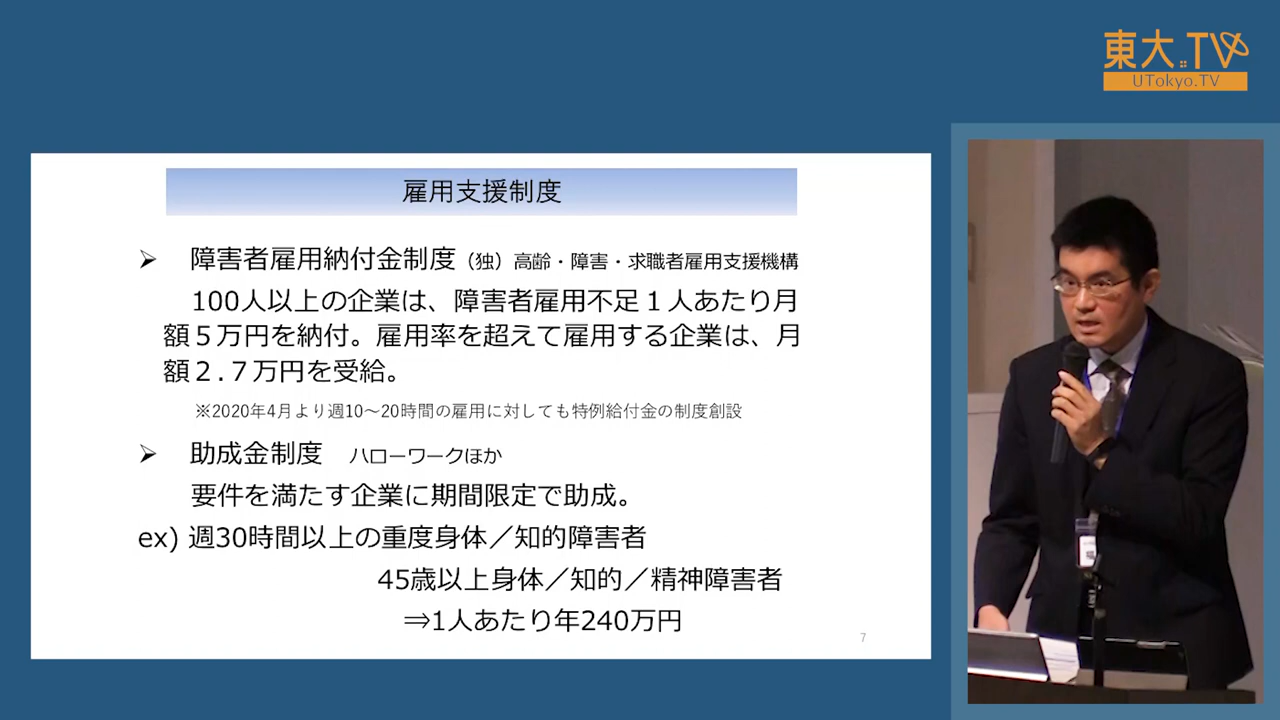 東大.TV
UTokyo.TV
雇用支援制度
➢ 障害者雇用納付金制度（独）高齢・障害・求職者雇用支援機構
100人以上の企業は、障害者雇用不足１人あたり月
額５万円を納付。雇用率を超えて雇用する企業は、月
額２.７万円を受給。
※2020年4月より週10～20時間の雇用に対しても特例給付金の制度創設
➢ 助成金制度 ハローワークほか
要件を満たす企業に期間限定で助成。
ex) 週30時間以上の重度身体／知的障害者
45歳以上身体／知的／精神障害者
⇒1人あたり年240万円
7